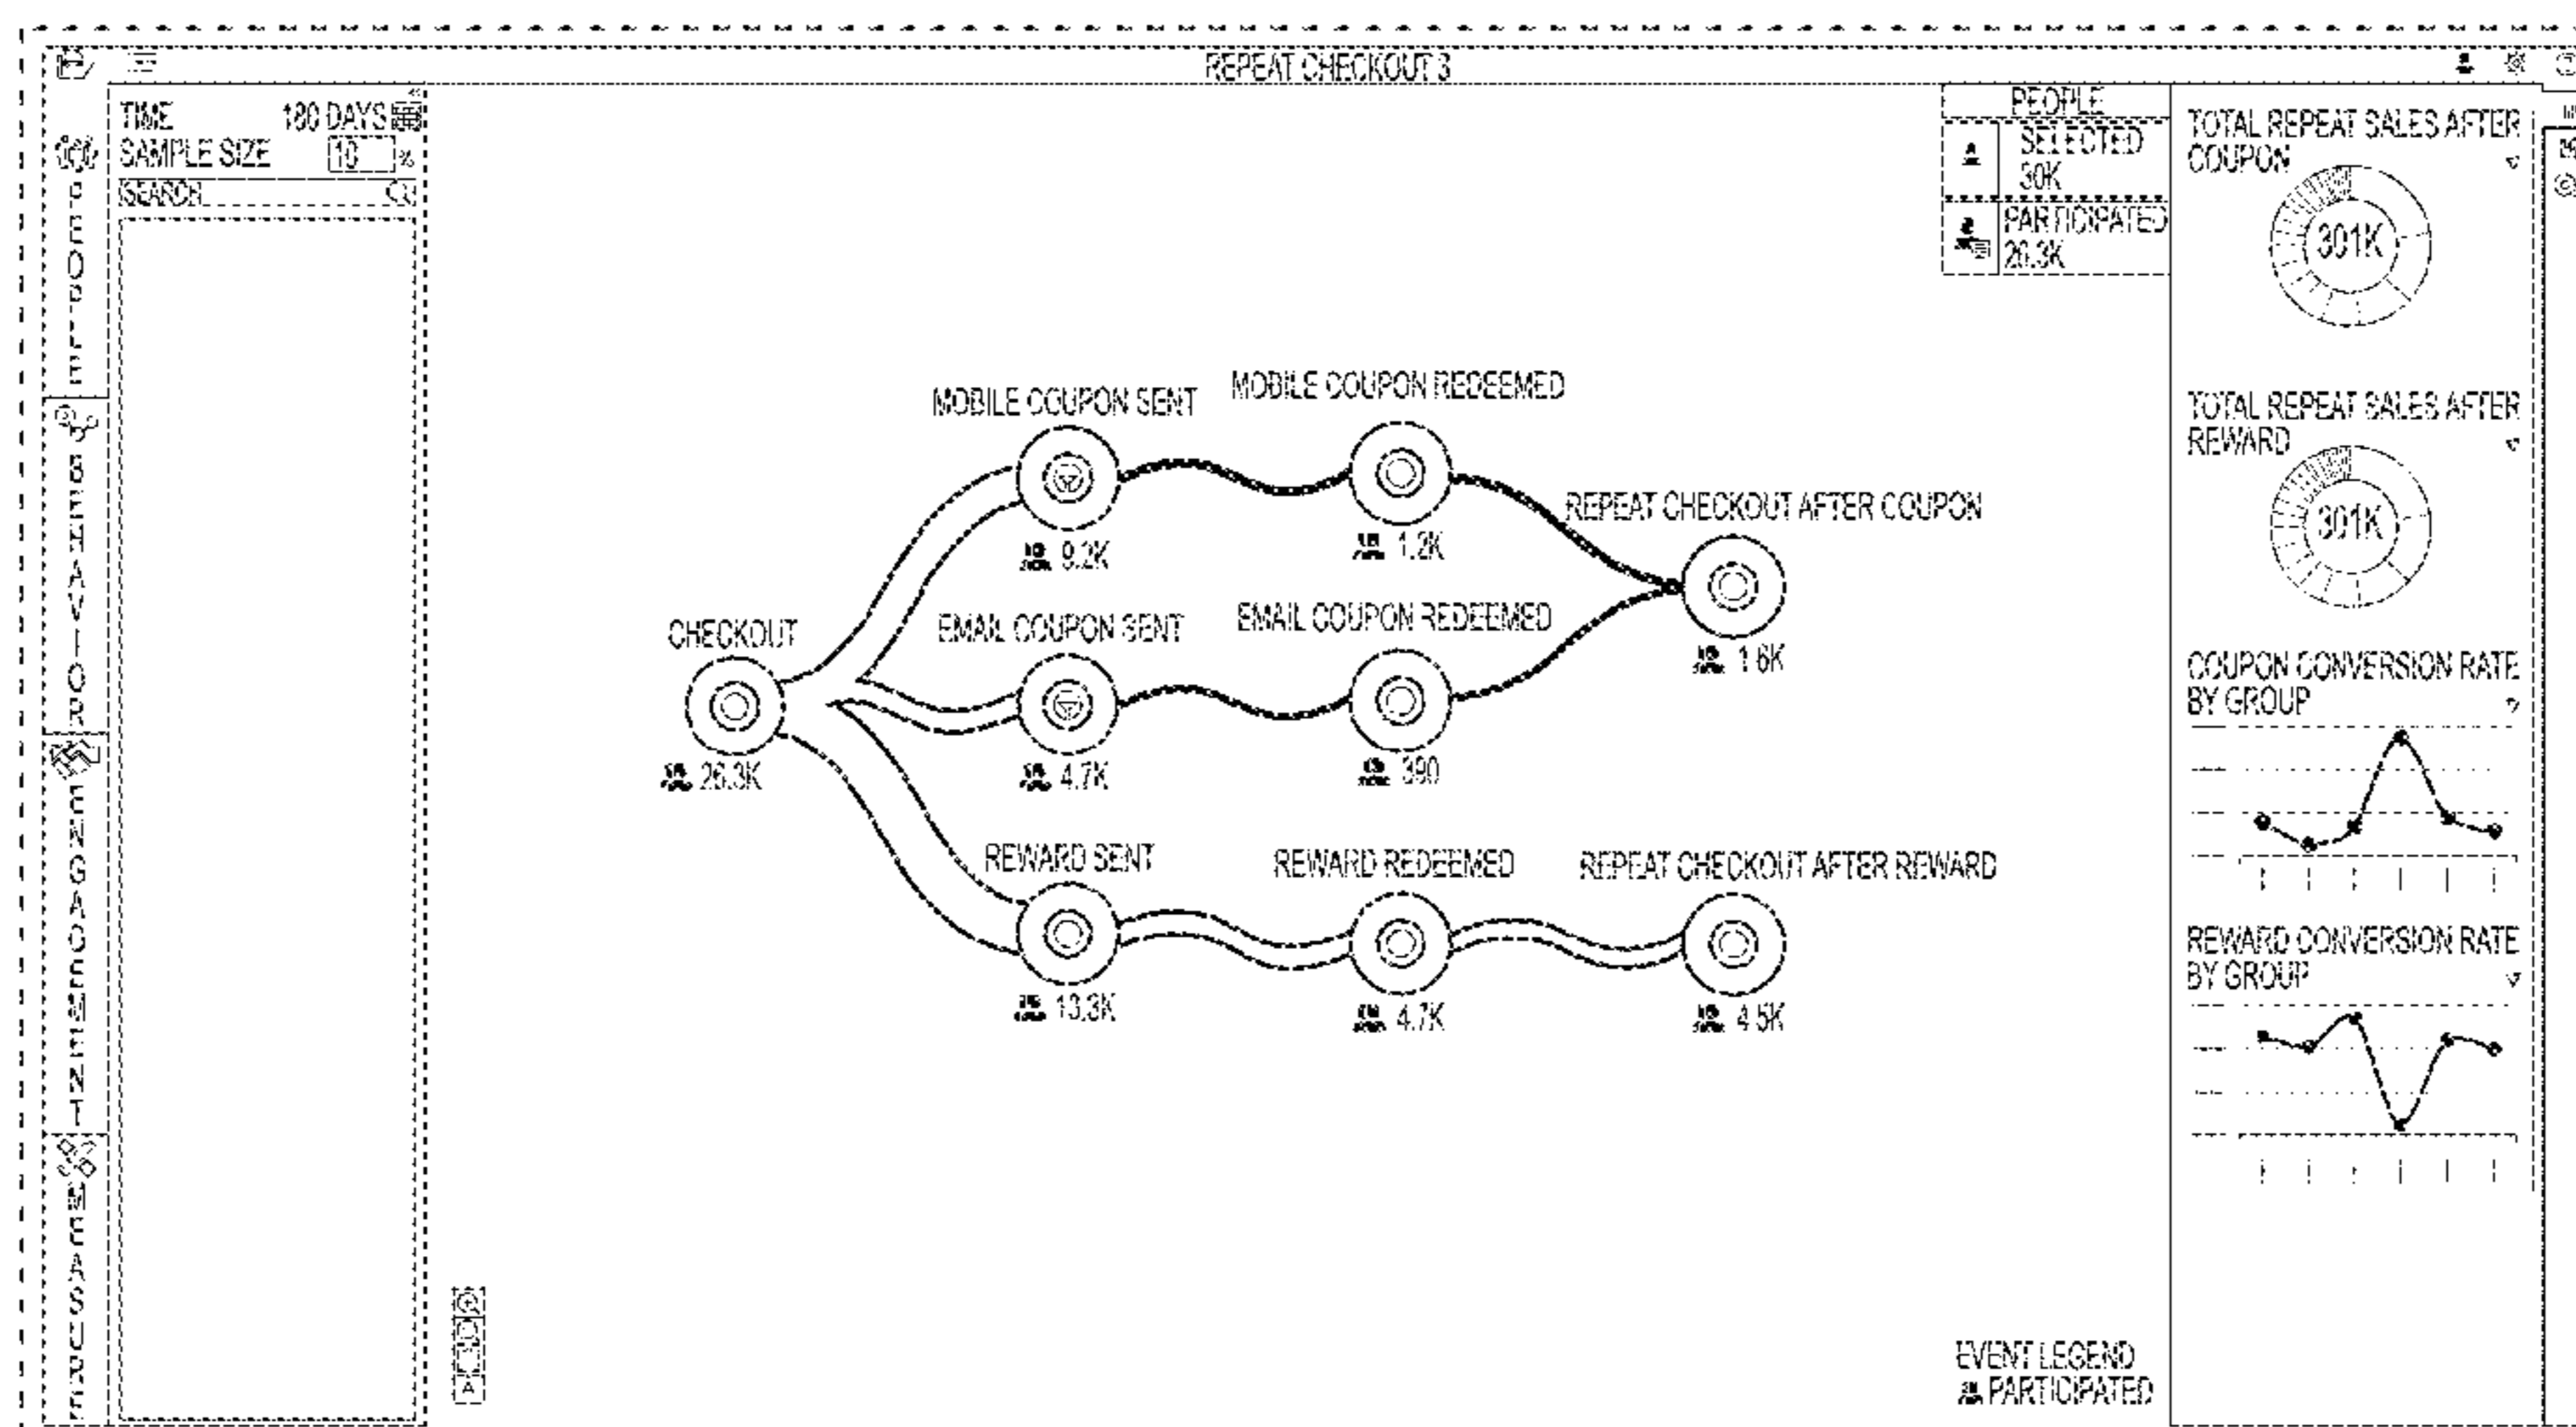 REPEAT CHECKOUT 3
TIME 180 DAYS
SAMPLE SIZE 10 %
SEARCH
PEOPLE
BEHAVIOR
ENGAGEMENT
MEASURE
PEOPLE
SELECTED
30K
PARTICIPATED
26.3K
MOBILE COUPON SENT
9.2K
MOBILE COUPON REDEEMED
1.2K
REPEAT CHECKOUT AFTER COUPON
1.6K
CHECKOUT
26.3K
EMAIL COUPON SENT
4.7K
EMAIL COUPON REDEEMED
390
REWARD SENT
13.3K
REWARD REDEEMED
4.7K
REPEAT CHECKOUT AFTER REWARD
4.5K
EVENT LEGEND
PARTICIPATED
TOTAL REPEAT SALES AFTER
COUPON
301K
TOTAL REPEAT SALES AFTER
REWARD
301K
COUPON CONVERSION RATE
BY GROUP
REWARD CONVERSION RATE
BY GROUP
A